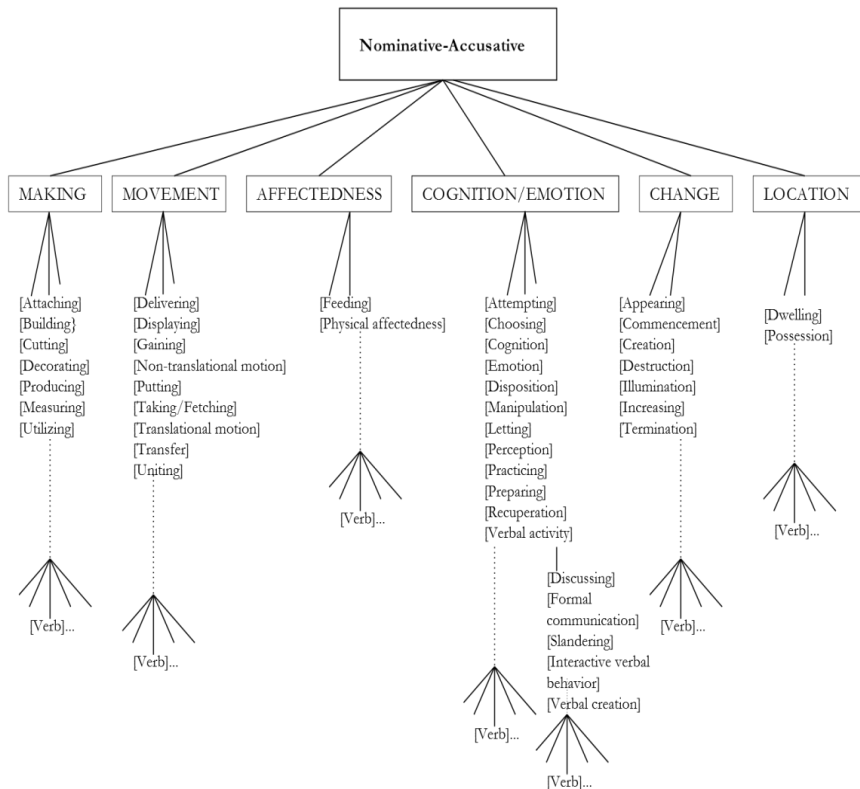 Nominative-Accusative
MAKING
MOVEMENT
AFFECTEDNESS
COGNITION/EMOTION
CHANGE
LOCATION
[Attaching]
[Building}
[Cutting]
[Decorating]
[Producing]
[Measuring]
[Utilizing]
[Verb]...
[Delivering]
[Displaying]
[Gaining]
[Non-translational motion]
[Putting]
[Taking/Fetching]
[Translational motion]
[Transfer]
[Uniting]
[Verb]...
[Feeding]
[Physical affectedness]
[Verb]...
[Attempting]
[Choosing]
[Cognition]
[Emotion]
[Disposition]
[Manipulation]
[Letting]
[Perception]
[Practicing]
[Preparing]
[Recuperation]
[Verbal activity]
[Verb]...
[Discussing]
[Formal
communication]
[Slandering]
[Interactive verbal
behavior]
[Verbal creation]
[Verb]...
[Appearing]
[Commencement]
[Creation]
[Destruction]
[Illumination]
[Increasing]
[Termination]
[Verb]...
[Dwelling]
[Possession]
[Verb]...